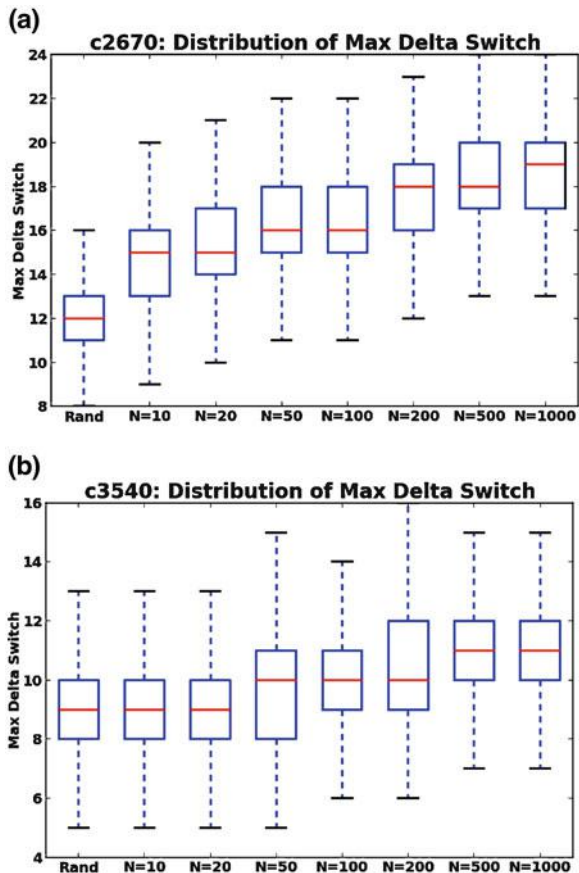 (a)
c2670: Distribution of Max Delta Switch
24
22
20
18
16
14
12
10
8
Max Delta Switch
Rand N=10 N=20 N=50 N=100 N=200 N=500 N=1000
(b)
c3540: Distribution of Max Delta Switch
16
14
12
10
8
6
4
Max Delta Switch
Rand N=10 N=20 N=50 N=100 N=200 N=500 N=1000